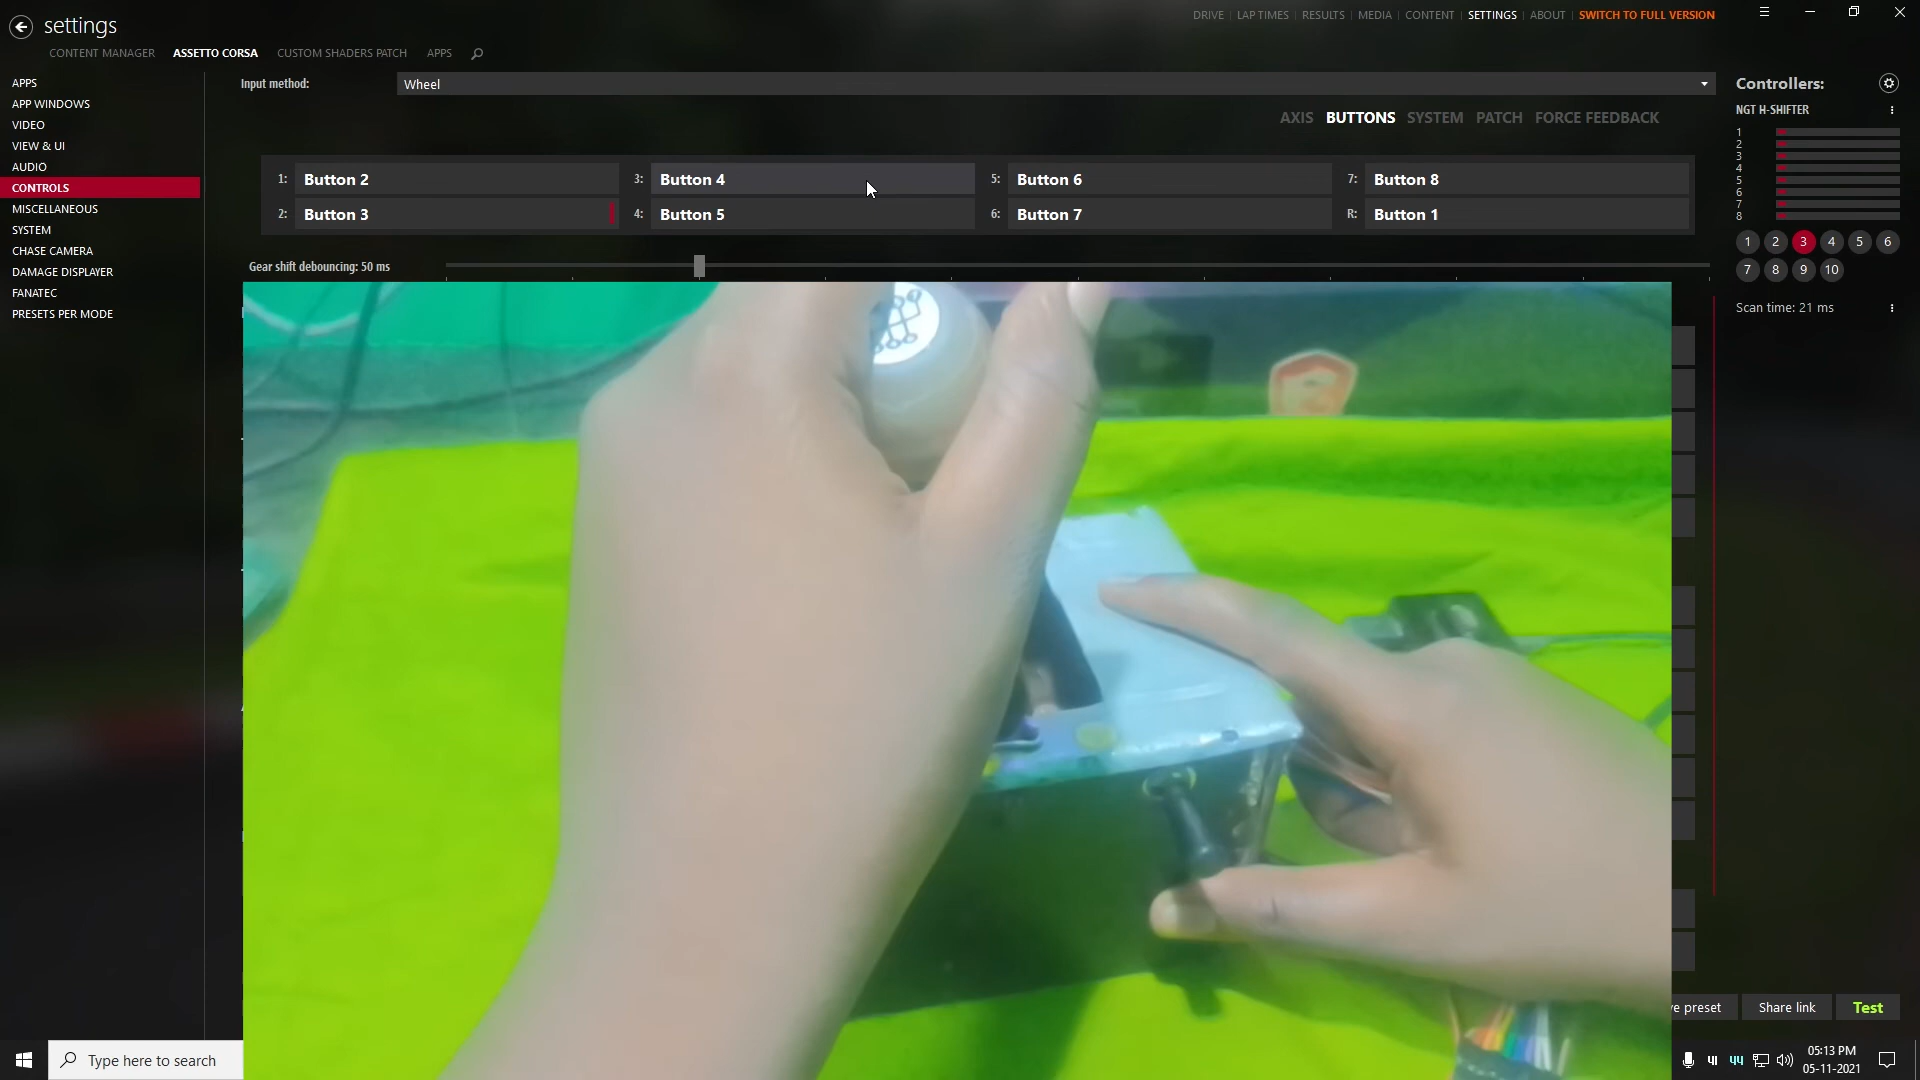 settings
DRIVE LAP TIMES RESULTS MEDIA CONTENT SETTINGS ABOUT SWITCH TO FULL VERSION
CONTENT MANAGER ASSETTO CORSA CUSTOM SHADERS PATCH APPS
APPS
APP WINDOWS
VIDEO
VIEW & UI
AUDIO
CONTROLS
MISCELLANEOUS
SYSTEM
CHASE CAMERA
DAMAGE DISPLAYER
FANATEC
PRESETS PER MODE
Input method: Wheel
AXIS BUTTONS SYSTEM PATCH FORCE FEEDBACK
1: Button 2 3: Button 4 5: Button 6 7: Button 8
2: Button 3 4: Button 5 6: Button 7 R: Button 1
Gear shift debouncing: 50 ms
Controllers:
NGT H-SHIFTER
1
2
3
4
5
6
7
8
1 2 3 4 5 6
7 8 9 10
Scan time: 21 ms
ve preset Share link Test
Type here to search
05:13 PM
05-11-2021